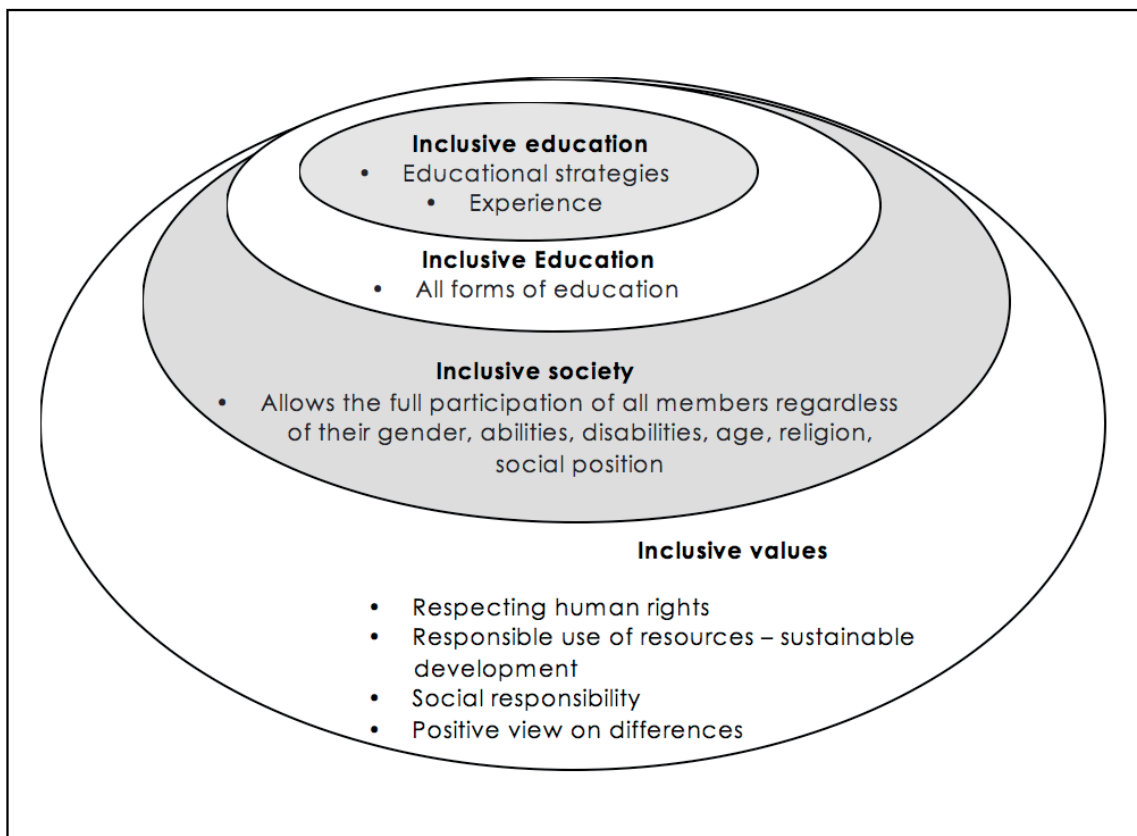 Inclusive education
• Educational strategies
• Experience
Inclusive Education
• All forms of education
Inclusive society
• Allows the full participation of all members regardless
of their gender, abilities, disabilities, age, religion,
social position
Inclusive values
• Respecting human rights
• Responsible use of resources – sustainable
development
• Social responsibility
• Positive view on differences